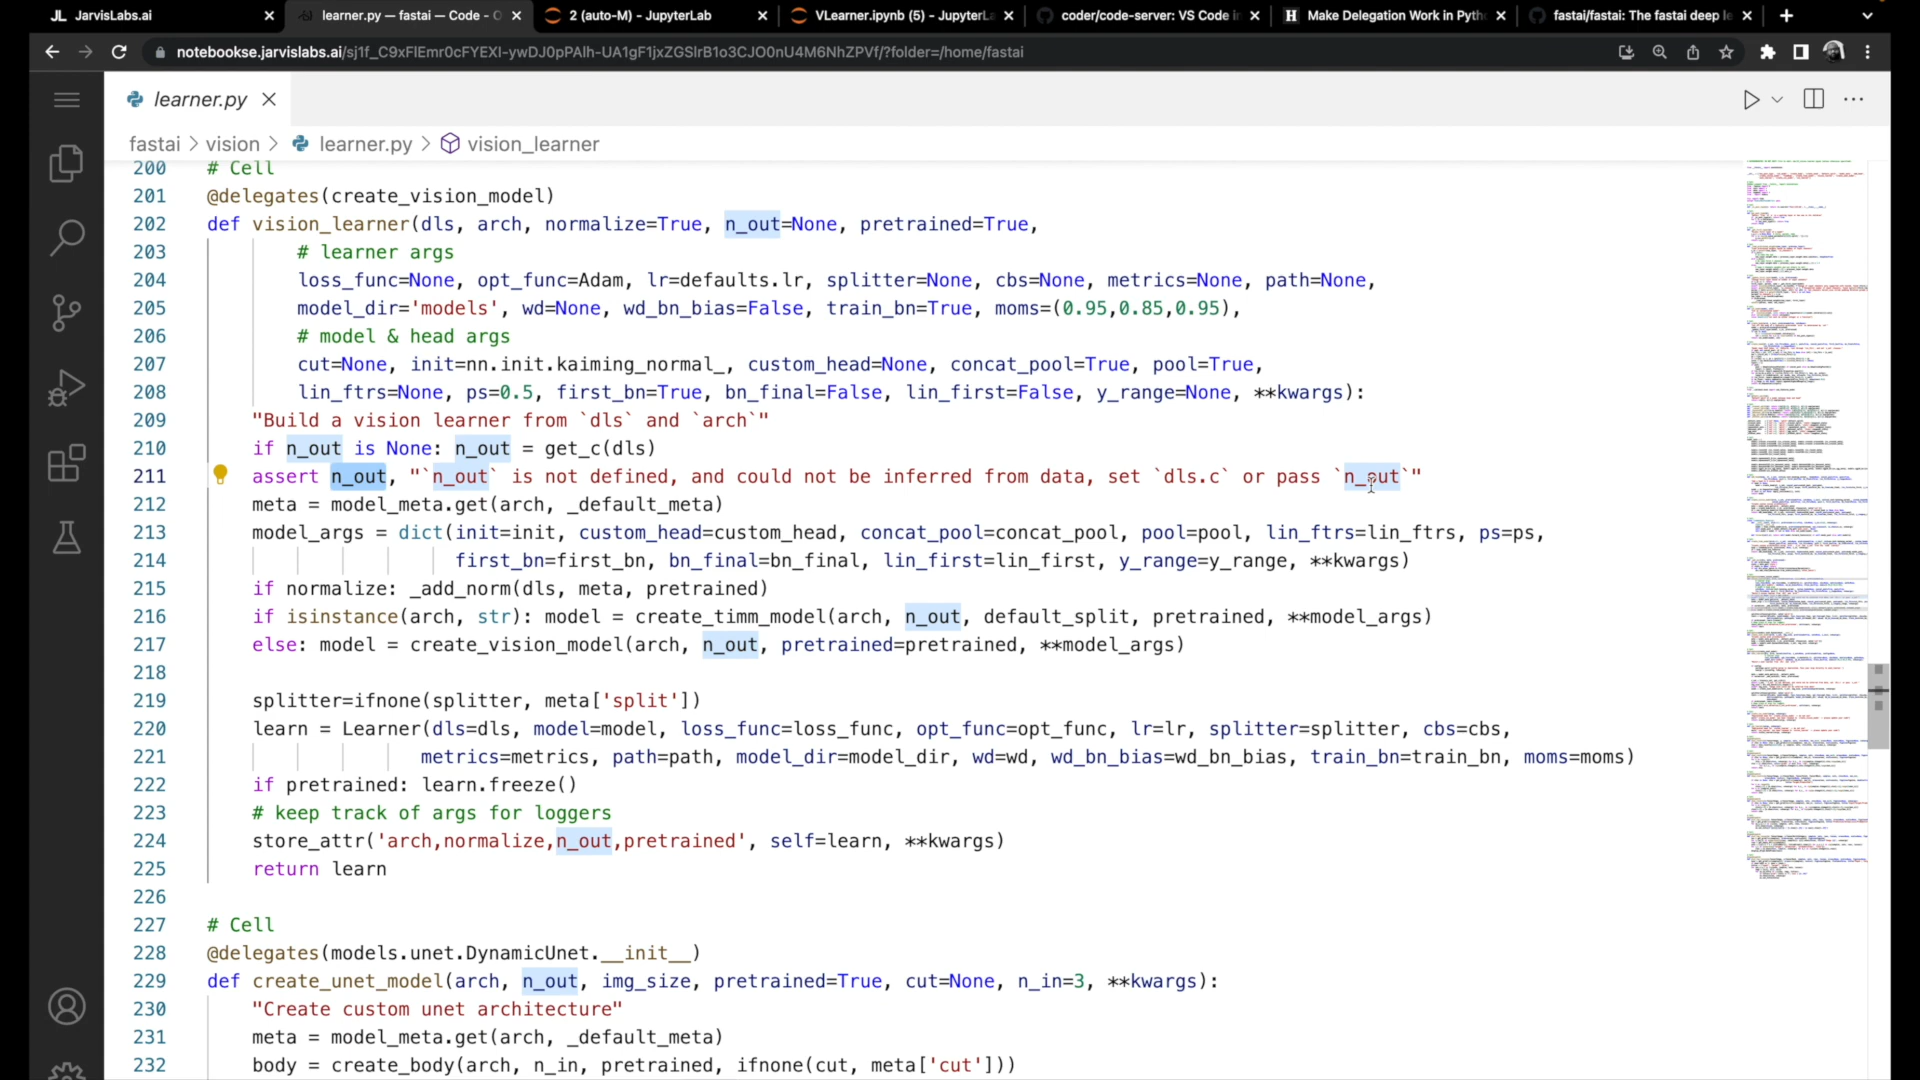 JL JarvisLabs.ai
learner.py — fastai — Code - O
2 (auto-M) - JupyterLab
VLearner.ipynb (5) - JupyterLa
coder/code-server: VS Code in
H Make Delegation Work in Pyth
fastai/fastai: The fastai deep le
notebookse.jarvislabs.ai/sj1f_C9xFlEmr0cFYEXI-ywDJ0pPAlh-UA1gF1jxZGSlrB1o3CJO0nU4M6NhZPVf/?folder=/home/fastai
learner.py
fastai > vision > learner.py > vision_learner
200 # Cell
201 @delegates(create_vision_model)
202 def vision_learner(dls, arch, normalize=True, n_out=None, pretrained=True,
203 # learner args
204 loss_func=None, opt_func=Adam, lr=defaults.lr, splitter=None, cbs=None, metrics=None, path=None,
205 model_dir='models', wd=None, wd_bn_bias=False, train_bn=True, moms=(0.95,0.85,0.95),
206 # model & head args
207 cut=None, init=nn.init.kaiming_normal_, custom_head=None, concat_pool=True, pool=True,
208 lin_ftrs=None, ps=0.5, first_bn=True, bn_final=False, lin_first=False, y_range=None, **kwargs):
209 "Build a vision learner from `dls` and `arch`"
210 if n_out is None: n_out = get_c(dls)
211 assert n_out, "`n_out` is not defined, and could not be inferred from data, set `dls.c` or pass `n_out`"
212 meta = model_meta.get(arch, _default_meta)
213 model_args = dict(init=init, custom_head=custom_head, concat_pool=concat_pool, pool=pool, lin_ftrs=lin_ftrs, ps=ps,
214 first_bn=first_bn, bn_final=bn_final, lin_first=lin_first, y_range=y_range, **kwargs)
215 if normalize: _add_norm(dls, meta, pretrained)
216 if isinstance(arch, str): model = create_timm_model(arch, n_out, default_split, pretrained, **model_args)
217 else: model = create_vision_model(arch, n_out, pretrained=pretrained, **model_args)
218
219 splitter=ifnone(splitter, meta['split'])
220 learn = Learner(dls=dls, model=model, loss_func=loss_func, opt_func=opt_func, lr=lr, splitter=splitter, cbs=cbs,
221 metrics=metrics, path=path, model_dir=model_dir, wd=wd, wd_bn_bias=wd_bn_bias, train_bn=train_bn, moms=moms)
222 if pretrained: learn.freeze()
223 # keep track of args for loggers
224 store_attr('arch,normalize,n_out,pretrained', self=learn, **kwargs)
225 return learn
226
227 # Cell
228 @delegates(models.unet.DynamicUnet.__init__)
229 def create_unet_model(arch, n_out, img_size, pretrained=True, cut=None, n_in=3, **kwargs):
230 "Create custom unet architecture"
231 meta = model_meta.get(arch, _default_meta)
232 body = create_body(arch, n_in, pretrained, ifnone(cut, meta['cut']))